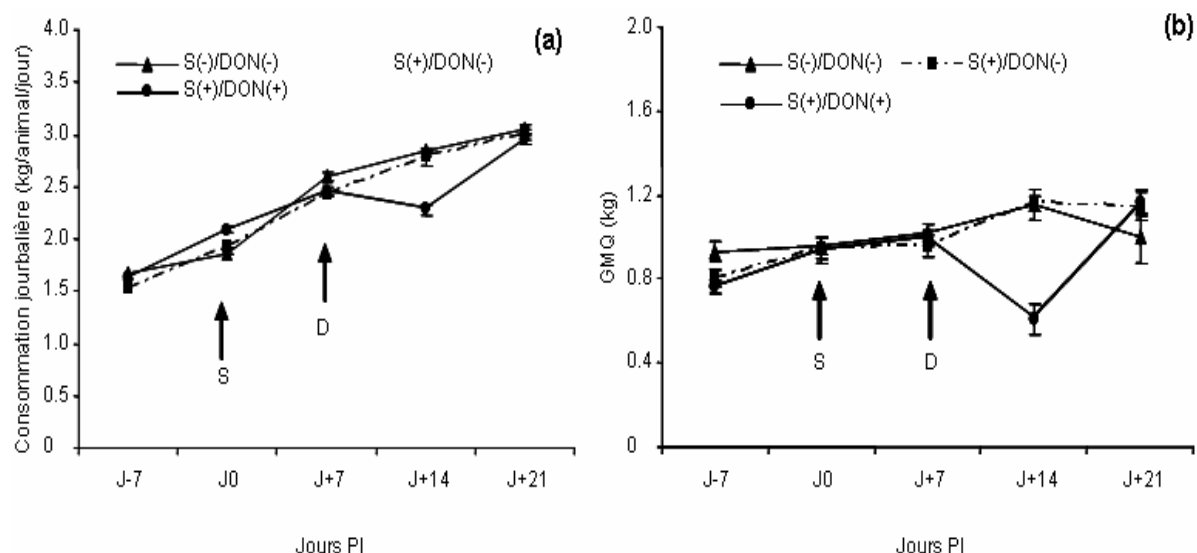 (a)
S(-)/DON(-)
S(+)/DON(-)
S(+)/DON(+)
Consommation jourbalière (kg/animal/jour)
4.0
3.5
3.0
2.5
2.0
1.5
1.0
0.5
0
S
D
J-7
J0
J+7
J+14
J+21
Jours PI
(b)
S(-)/DON(-)
S(+)/DON(-)
S(+)/DON(+)
GMQ (kg)
2.0
1.6
1.2
0.8
0.4
0
S
D
J-7
J0
J+7
J+14
J+21
Jours PI